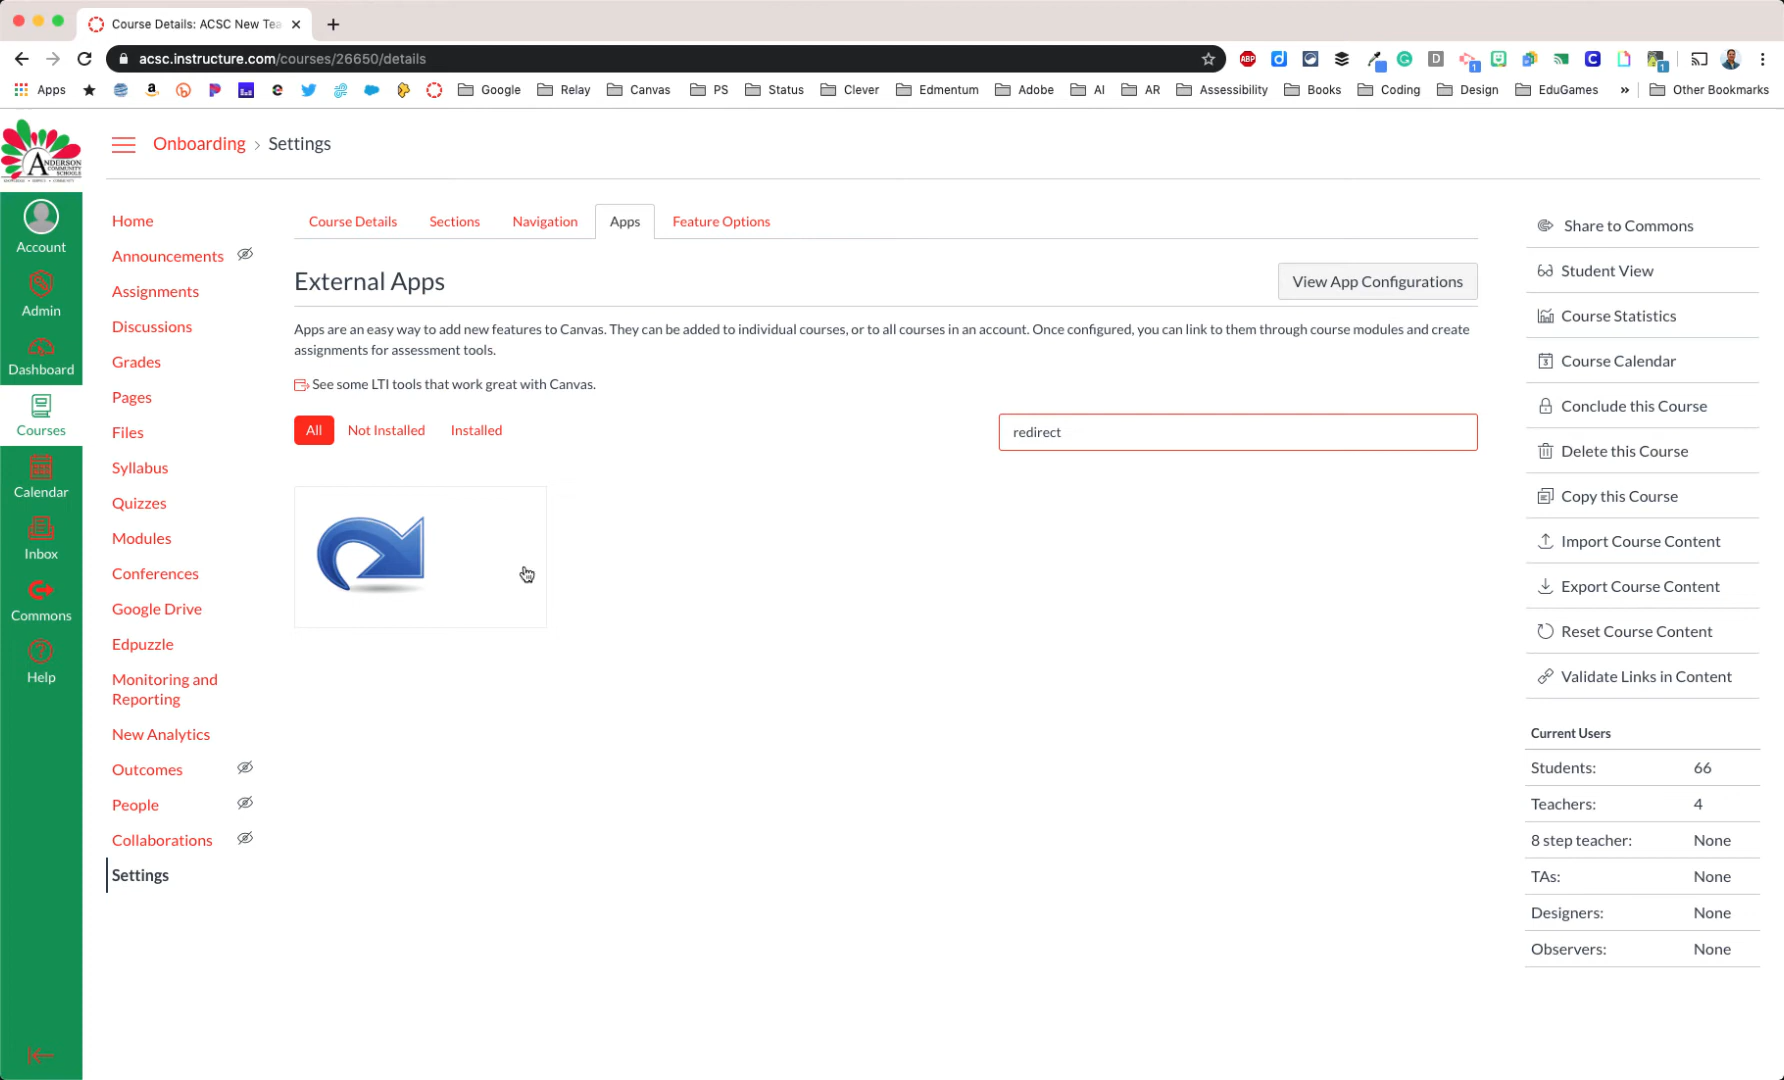 Course Details: ACSC New Tea
acsc.instructure.com/courses/26650/details
ABP
D
1
C
1
Apps
Google
Relay
Canvas
PS
Status
Clever
Edmentum
Adobe
AI
AR
Assessibility
Books
Coding
Design
EduGames
»
Other Bookmarks
A
ANDERSON
COMMUNITY
SCHOOLS
Onboarding › Settings
Account
Admin
Dashboard
Courses
Calendar
Inbox
Commons
Help
Home
Announcements
Assignments
Discussions
Grades
Pages
Files
Syllabus
Quizzes
Modules
Conferences
Google Drive
Edpuzzle
Monitoring and
Reporting
New Analytics
Outcomes
People
Collaborations
Settings
Course Details
Sections
Navigation
Apps
Feature Options
External Apps
View App Configurations
Apps are an easy way to add new features to Canvas. They can be added to individual courses, or to all courses in an account. Once configured, you can link to them through course modules and create
assignments for assessment tools.
See some LTI tools that work great with Canvas.
All
Not Installed
Installed
redirect
Share to Commons
Student View
Course Statistics
Course Calendar
Conclude this Course
Delete this Course
Copy this Course
Import Course Content
Export Course Content
Reset Course Content
Validate Links in Content
Current Users
Students: 66
Teachers: 4
8 step teacher: None
TAs: None
Designers: None
Observers: None